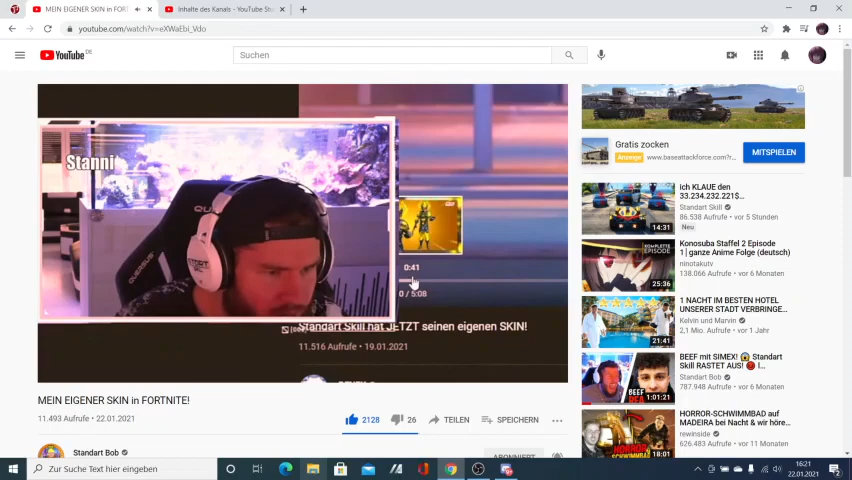 MEIN EIGENER SKIN in FORTNITE!
Inhalte des Kanals - YouTube Stu
youtube.com/watch?v=eXWaEbi_Vdo
YouTube DE
Suchen
Stanni
0:41
0 / 5:08
Standart Skill hat JETZT seinen eigenen SKIN!
11.516 Aufrufe • 19.01.2021
MEIN EIGENER SKIN in FORTNITE!
11.493 Aufrufe • 22.01.2021
2128
26
TEILEN
SPEICHERN
Standart Bob
ABONNIERT
Gratis zocken
Anzeige www.baseattackforce.com/?r...
MITSPIELEN
ich KLAUE den
33.234.232.221$...
Standart Skill
86.538 Aufrufe • vor 5 Stunden
Neu
14:31
KOMPLETTE
EPISODE
Konosuba Staffel 2 Episode
1| ganze Anime Folge (deutsch)
ninotakutv
138.066 Aufrufe • vor 6 Monaten
25:36
1 NACHT IM BESTEN HOTEL
UNSERER STADT VERBRINGE...
Kelvin und Marvin
2,1 Mio. Aufrufe • vor 1 Jahr
21:41
BEEF mit SIMEX! 😱 Standart
Skill RASTET AUS! 😡 l...
Standart Bob
787.948 Aufrufe • vor 6 Monaten
1:01:21
HORROR-SCHWIMMBAD auf
MADEIRA bei Nacht & wir höre...
rewinside
626.483 Aufrufe • vor 11 Monaten
18:01
Zur Suche Text hier eingeben
16:21
22.01.2021